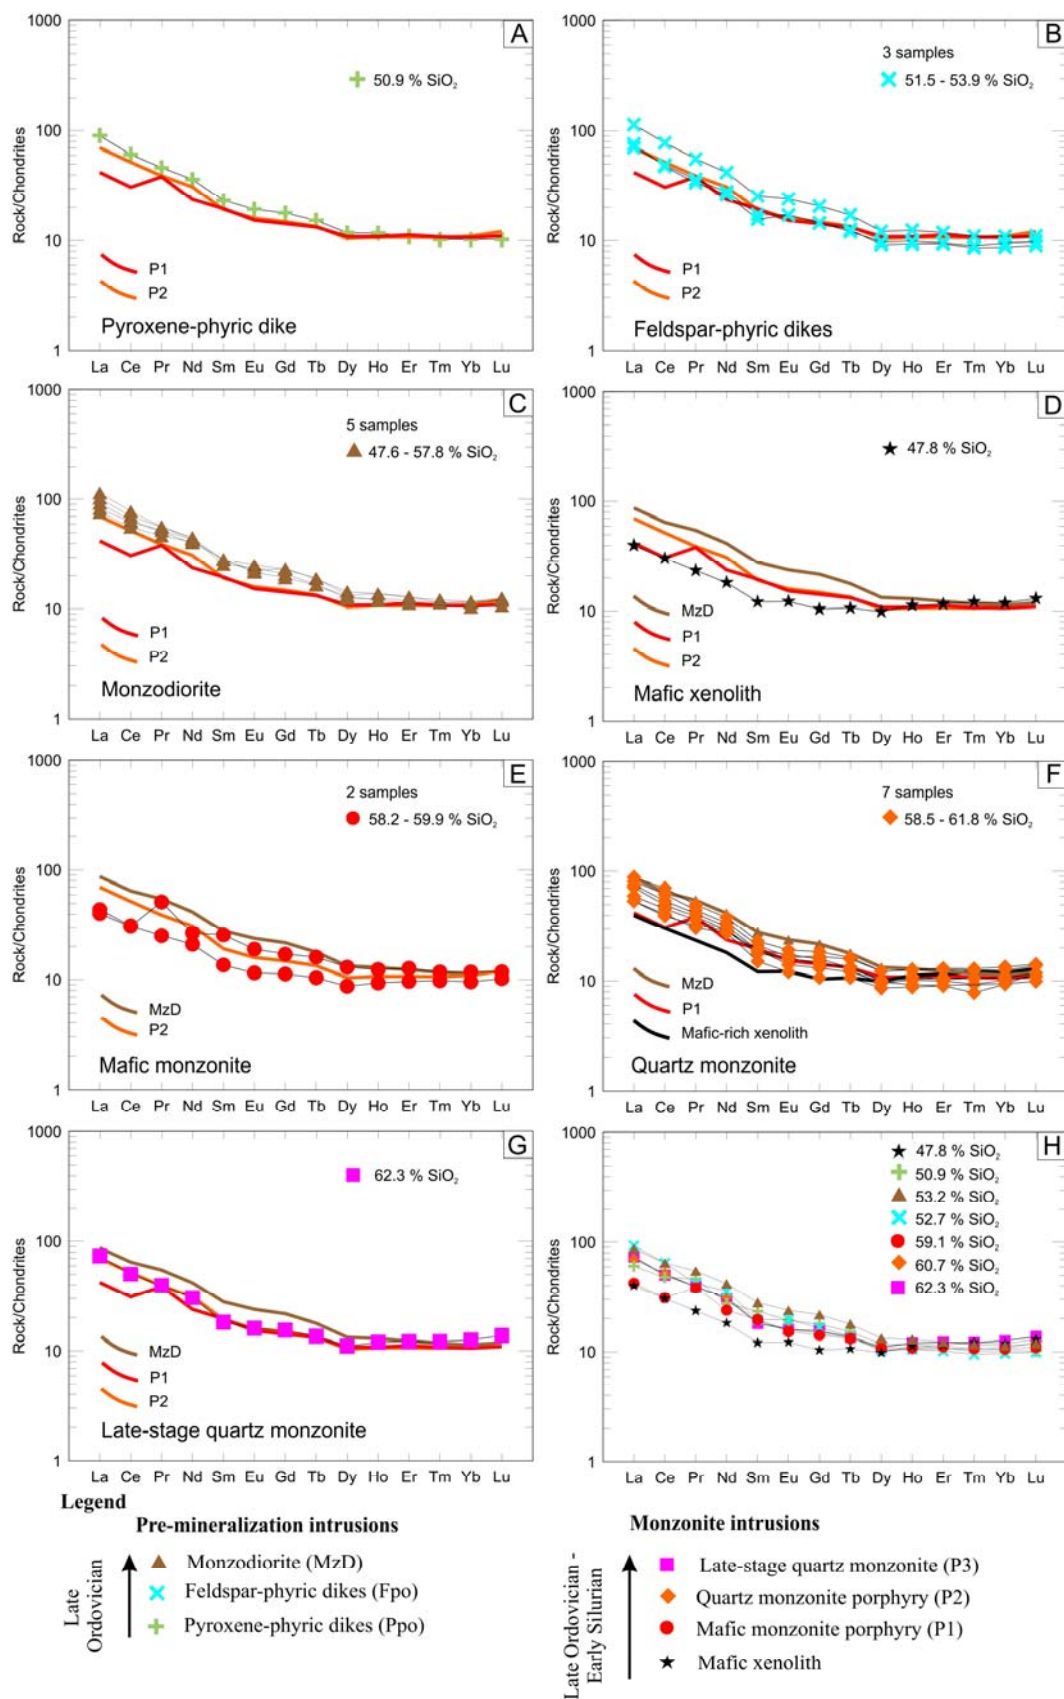 A
1000
100
10
1
Rock/Chondrites
50.9 % SiO₂
P1
P2
Pyroxene-phyric dike
La Ce Pr Nd Sm Eu Gd Tb Dy Ho Er Tm Yb Lu
B
1000
100
10
1
Rock/Chondrites
3 samples
51.5 - 53.9 % SiO₂
P1
P2
Feldspar-phyric dikes
La Ce Pr Nd Sm Eu Gd Tb Dy Ho Er Tm Yb Lu
C
1000
100
10
1
Rock/Chondrites
5 samples
47.6 - 57.8 % SiO₂
P1
P2
Monzodiorite
La Ce Pr Nd Sm Eu Gd Tb Dy Ho Er Tm Yb Lu
D
1000
100
10
1
Rock/Chondrites
47.8 % SiO₂
MzD
P1
P2
Mafic xenolith
La Ce Pr Nd Sm Eu Gd Tb Dy Ho Er Tm Yb Lu
E
1000
100
10
1
Rock/Chondrites
2 samples
58.2 - 59.9 % SiO₂
MzD
P2
Mafic monzonite
La Ce Pr Nd Sm Eu Gd Tb Dy Ho Er Tm Yb Lu
F
1000
100
10
1
Rock/Chondrites
7 samples
58.5 - 61.8 % SiO₂
MzD
P1
Mafic-rich xenolith
Quartz monzonite
La Ce Pr Nd Sm Eu Gd Tb Dy Ho Er Tm Yb Lu
G
1000
100
10
1
Rock/Chondrites
62.3 % SiO₂
MzD
P1
P2
Late-stage quartz monzonite
La Ce Pr Nd Sm Eu Gd Tb Dy Ho Er Tm Yb Lu
H
1000
100
10
1
Rock/Chondrites
47.8 % SiO₂
50.9 % SiO₂
53.2 % SiO₂
52.7 % SiO₂
59.1 % SiO₂
60.7 % SiO₂
62.3 % SiO₂
La Ce Pr Nd Sm Eu Gd Tb Dy Ho Er Tm Yb Lu
Legend
Pre-mineralization intrusions
Late
Ordovician
Monzodiorite (MzD)
Feldspar-phyric dikes (Fpo)
Pyroxene-phyric dikes (Ppo)
Monzonite intrusions
Late Ordovician -
Early Silurian
Late-stage quartz monzonite (P3)
Quartz monzonite porphyry (P2)
Mafic monzonite porphyry (P1)
Mafic xenolith